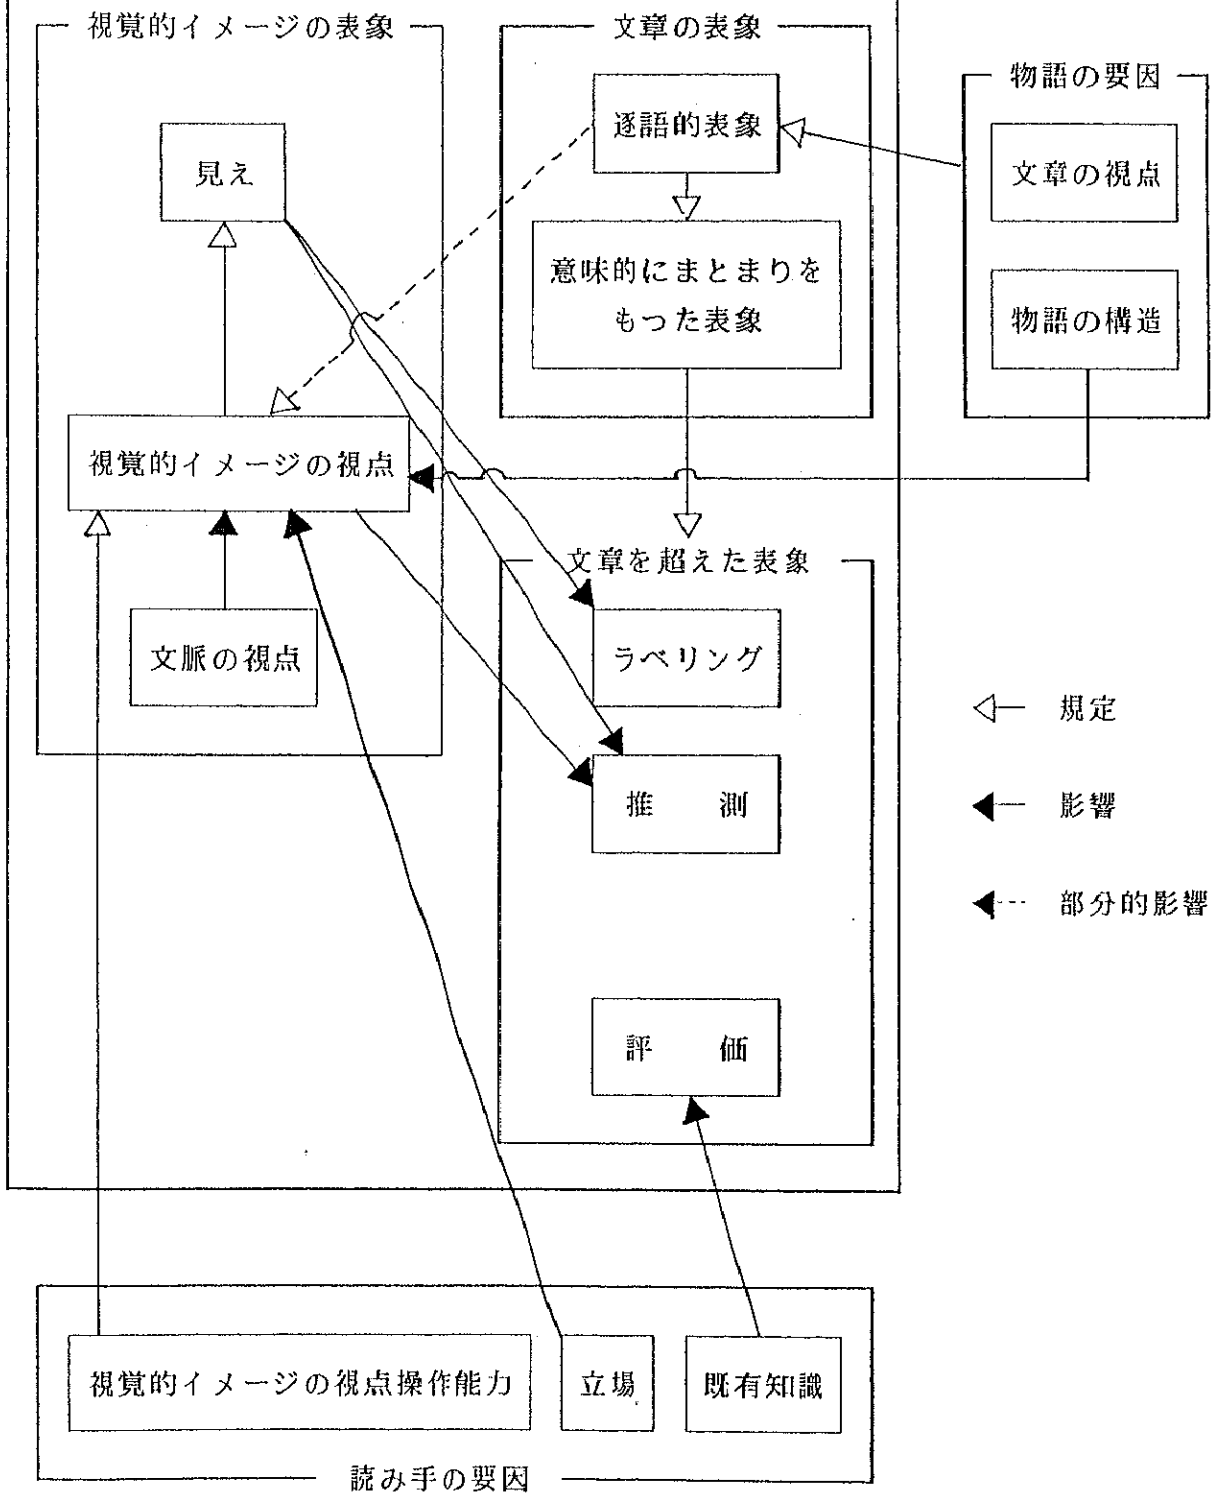 視覚的イメージの表象
見え
視覚的イメージの視点
文脈の視点
文章の表象
逐語的表象
意味的にまとまりを
もった表象
物語の要因
文章の視点
物語の構造
文章を超えた表象
ラベリング
推　測
評　価
規定
影響
部分的影響
視覚的イメージの視点操作能力
立場
既有知識
読み手の要因